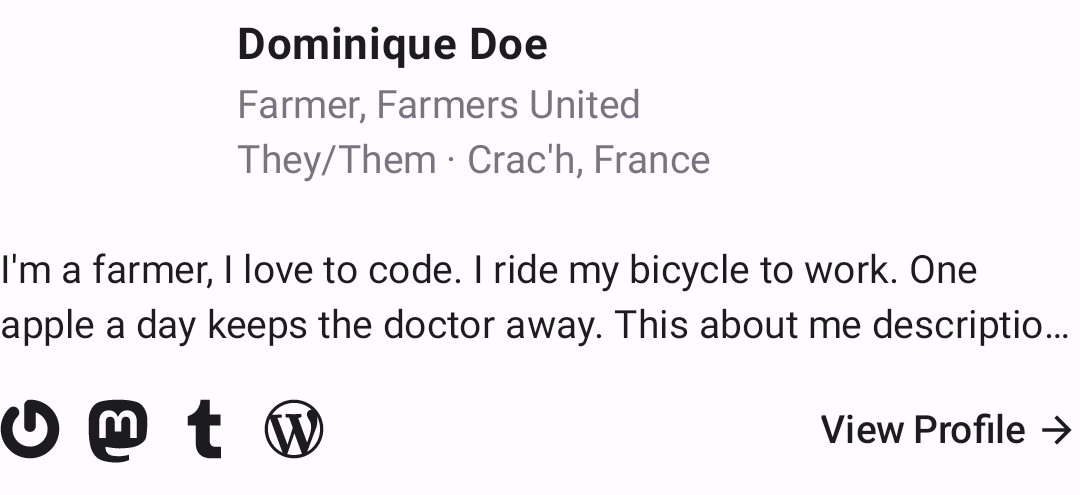 Dominique Doe
Farmer, Farmers United
They/Them · Crac'h, France
I'm a farmer, I love to code. I ride my bicycle to work. One
apple a day keeps the doctor away. This about me descriptio…
View Profile →